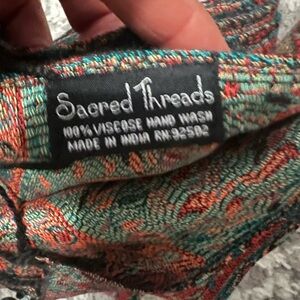 Sacred Threads
100% VISCOSE HAND WASH
MADE IN INDIA RN 92502